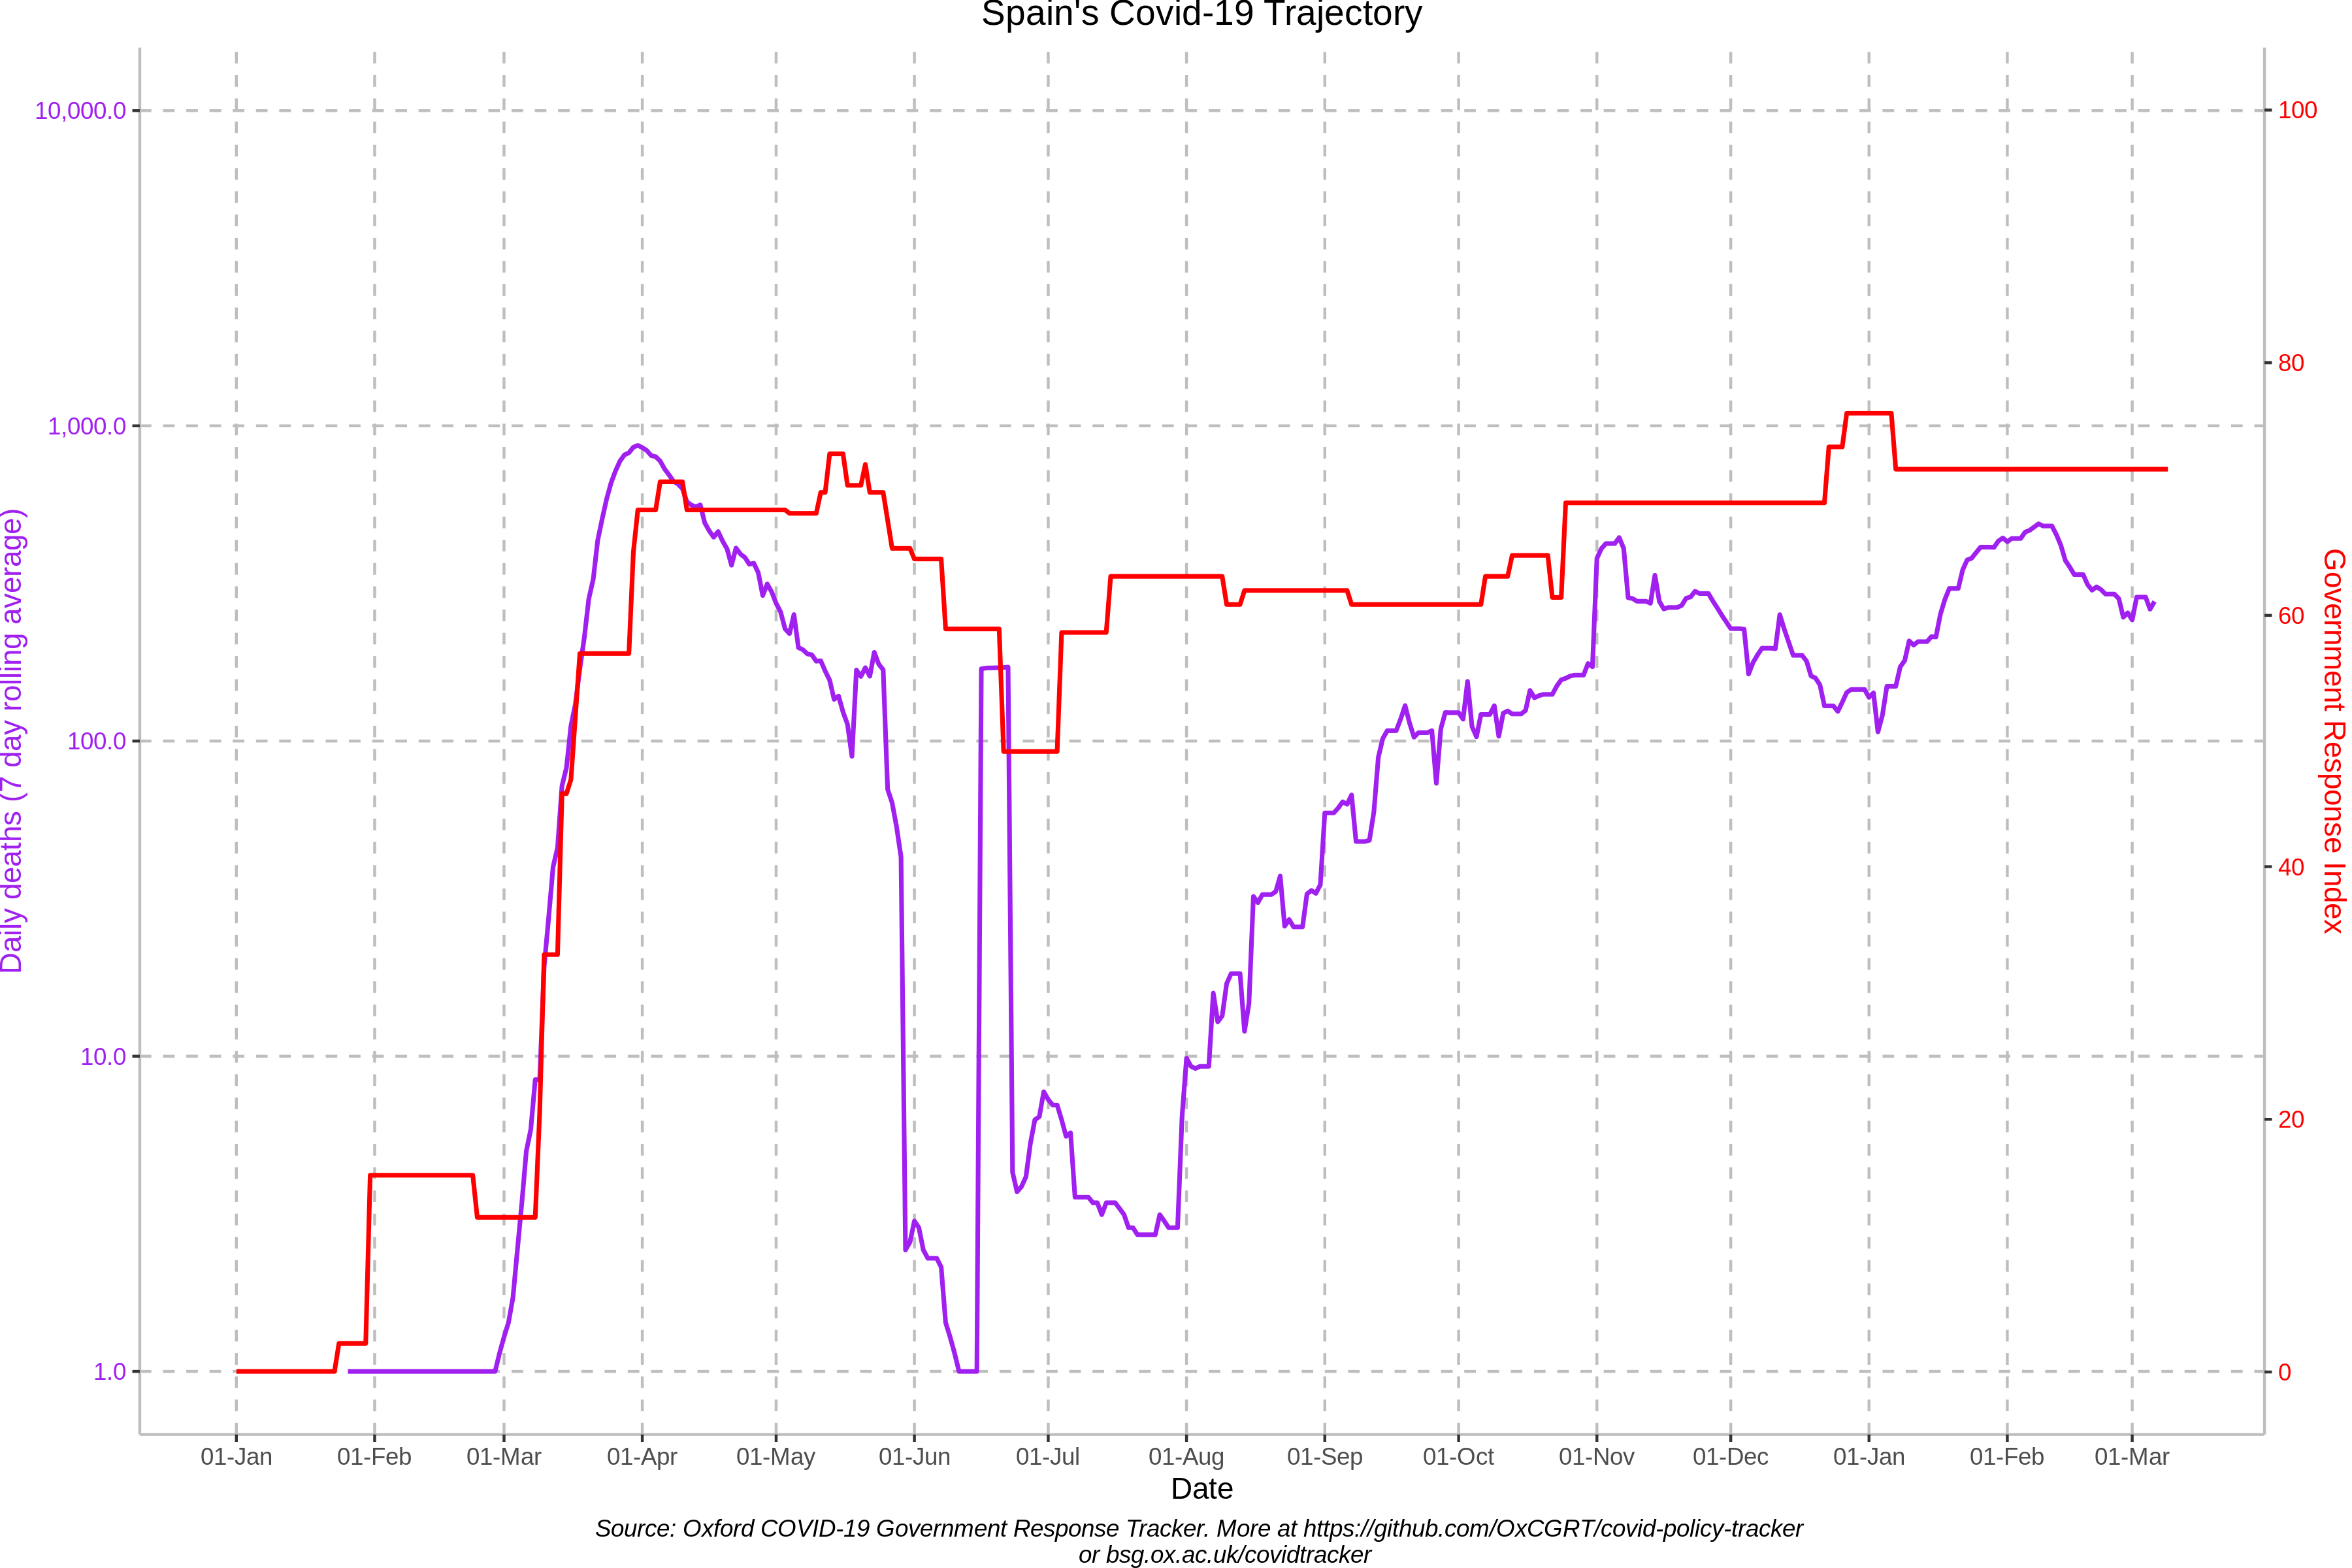 Spain's Covid-19 Trajectory
10,000.0
1,000.0
100.0
10.0
1.0
Daily deaths (7 day rolling average)
100
80
60
40
20
0
Government Response Index
01-Jan 01-Feb 01-Mar 01-Apr 01-May 01-Jun 01-Jul 01-Aug 01-Sep 01-Oct 01-Nov 01-Dec 01-Jan 01-Feb 01-Mar
Date
Source: Oxford COVID-19 Government Response Tracker. More at https://github.com/OxCGRT/covid-policy-tracker
or bsg.ox.ac.uk/covidtracker